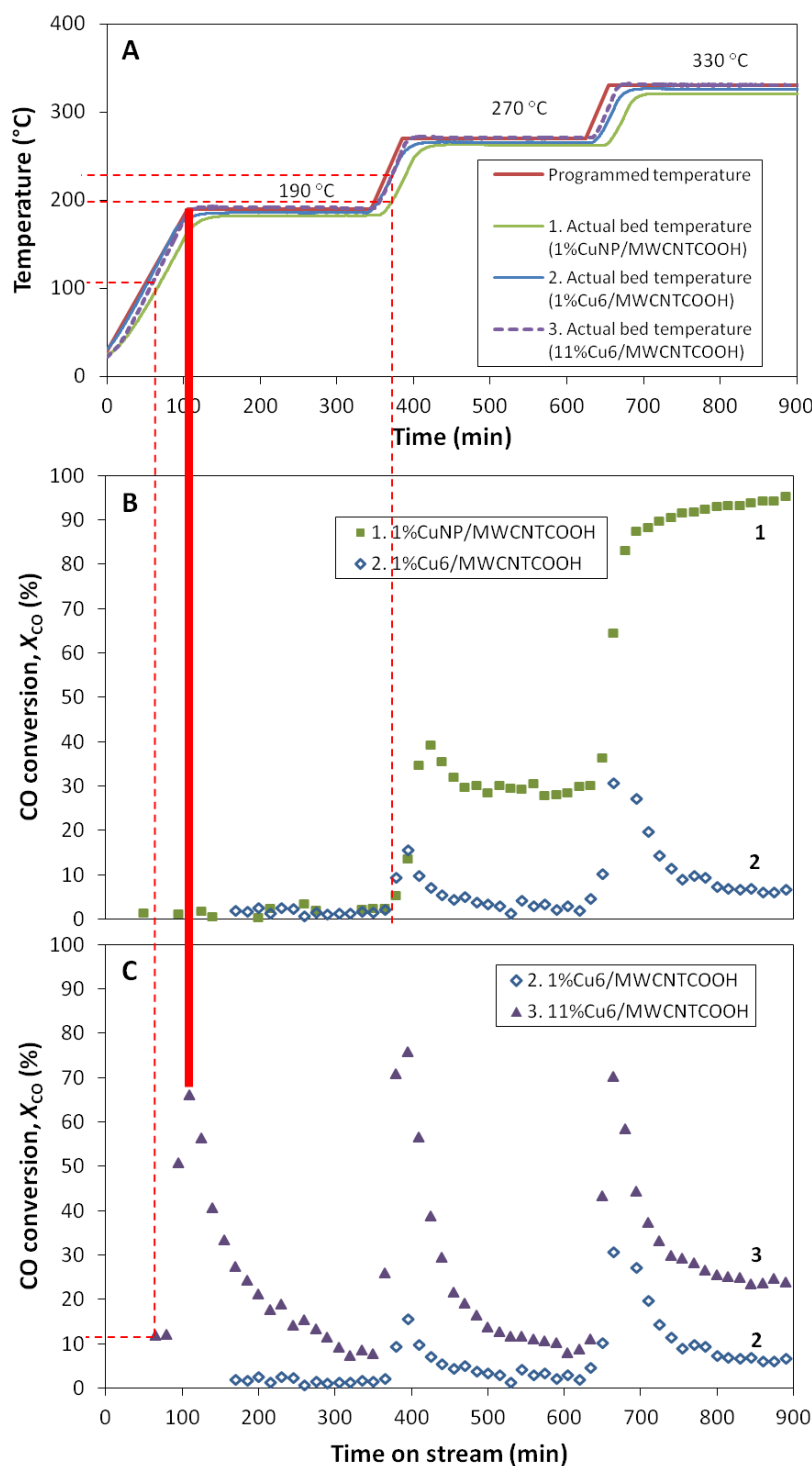 A
400
300
200
100
0
Temperature (°C)
190 °C
270 °C
330 °C
Programmed temperature
1. Actual bed temperature
(1%CuNP/MWCNTCOOH)
2. Actual bed temperature
(1%Cu6/MWCNTCOOH)
3. Actual bed temperature
(11%Cu6/MWCNTCOOH)
0 100 200 300 400 500 600 700 800 900
Time (min)
B
100
90
80
70
60
50
40
30
20
10
0
CO conversion, XCO (%)
1. 1%CuNP/MWCNTCOOH
2. 1%Cu6/MWCNTCOOH
1
2
C
100
90
80
70
60
50
40
30
20
10
0
CO conversion, XCO (%)
2. 1%Cu6/MWCNTCOOH
3. 11%Cu6/MWCNTCOOH
3
2
0 100 200 300 400 500 600 700 800 900
Time on stream (min)